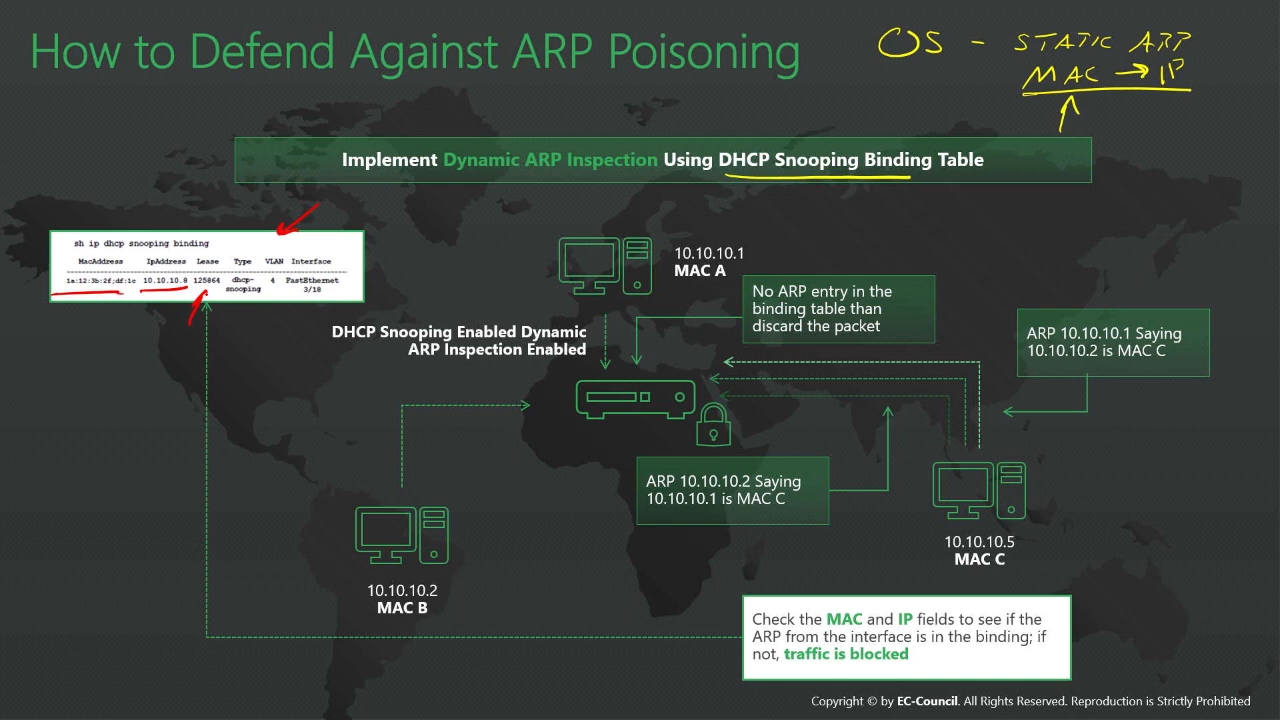 How to Defend Against ARP Poisoning
OS - STATIC ARP
MAC → IP
Implement Dynamic ARP Inspection Using DHCP Snooping Binding Table
sh ip dhcp snooping binding
MacAddress IpAddress Lease Type VLAN Interface
1a:12:3b:2f;df:1c 10.10.10.8 125864 dhcp-snooping 4 FastEthernet 3/18
10.10.10.1
MAC A
No ARP entry in the
binding table than
discard the packet
DHCP Snooping Enabled Dynamic
ARP Inspection Enabled
ARP 10.10.10.1 Saying
10.10.10.2 is MAC C
ARP 10.10.10.2 Saying
10.10.10.1 is MAC C
10.10.10.5
MAC C
10.10.10.2
MAC B
Check the MAC and IP fields to see if the
ARP from the interface is in the binding; if
not, traffic is blocked
Copyright © by EC-Council. All Rights Reserved. Reproduction is Strictly Prohibited